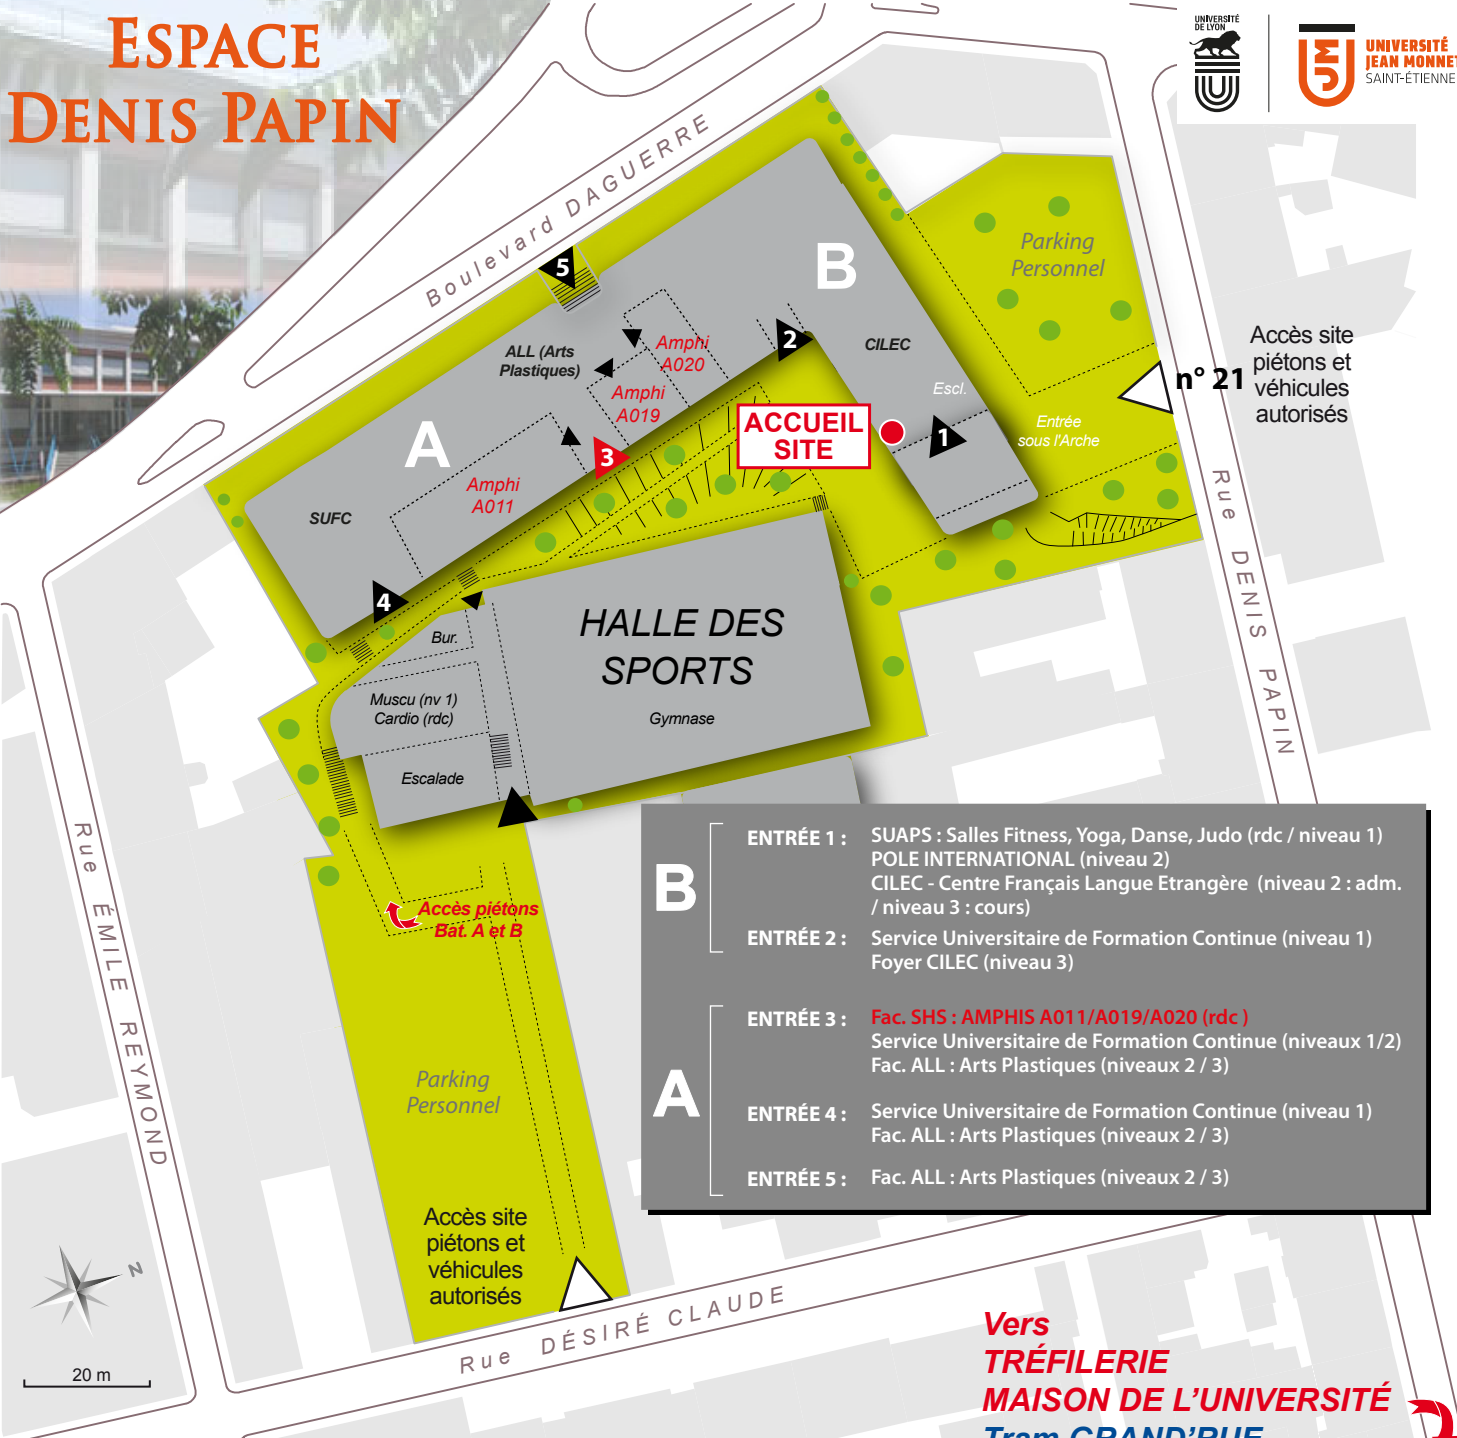 ESPACE
DENIS PAPIN
UNIVERSITÉ
DE LYON
UNIVERSITÉ
JEAN MONNET
SAINT-ÉTIENNE
Boulevard DAGUERRE
5
B
Parking
Personnel
ALL (Arts
Plastiques)
Amphi
A020
2
CILEC
Accès site
piétons et
véhicules
autorisés
n° 21
Amphi
A019
Escl.
ACCUEIL
SITE
1
Entrée
sous l'Arche
A
3
Amphi
A011
SUFC
4
Rue DENIS PAPIN
HALLE DES
SPORTS
Gymnase
Bur.
Muscu (nv 1)
Cardio (rdc)
Escalade
Rue ÉMILE REYMOND
Accès piétons
Bat. A et B
B
ENTRÉE 1 : SUAPS : Salles Fitness, Yoga, Danse, Judo (rdc / niveau 1)
POLE INTERNATIONAL (niveau 2)
CILEC - Centre Français Langue Etrangère (niveau 2 : adm.
/ niveau 3 : cours)
ENTRÉE 2 : Service Universitaire de Formation Continue (niveau 1)
Foyer CILEC (niveau 3)
A
ENTRÉE 3 : Fac. SHS : AMPHIS A011/A019/A020 (rdc )
Service Universitaire de Formation Continue (niveaux 1/2)
Fac. ALL : Arts Plastiques (niveaux 2 / 3)
ENTRÉE 4 : Service Universitaire de Formation Continue (niveau 1)
Fac. ALL : Arts Plastiques (niveaux 2 / 3)
ENTRÉE 5 : Fac. ALL : Arts Plastiques (niveaux 2 / 3)
Parking
Personnel
Accès site
piétons et
véhicules
autorisés
N
20 m
Rue DÉSIRÉ CLAUDE
Vers
TRÉFILERIE
MAISON DE L'UNIVERSITÉ
Tram GRAND'RUE